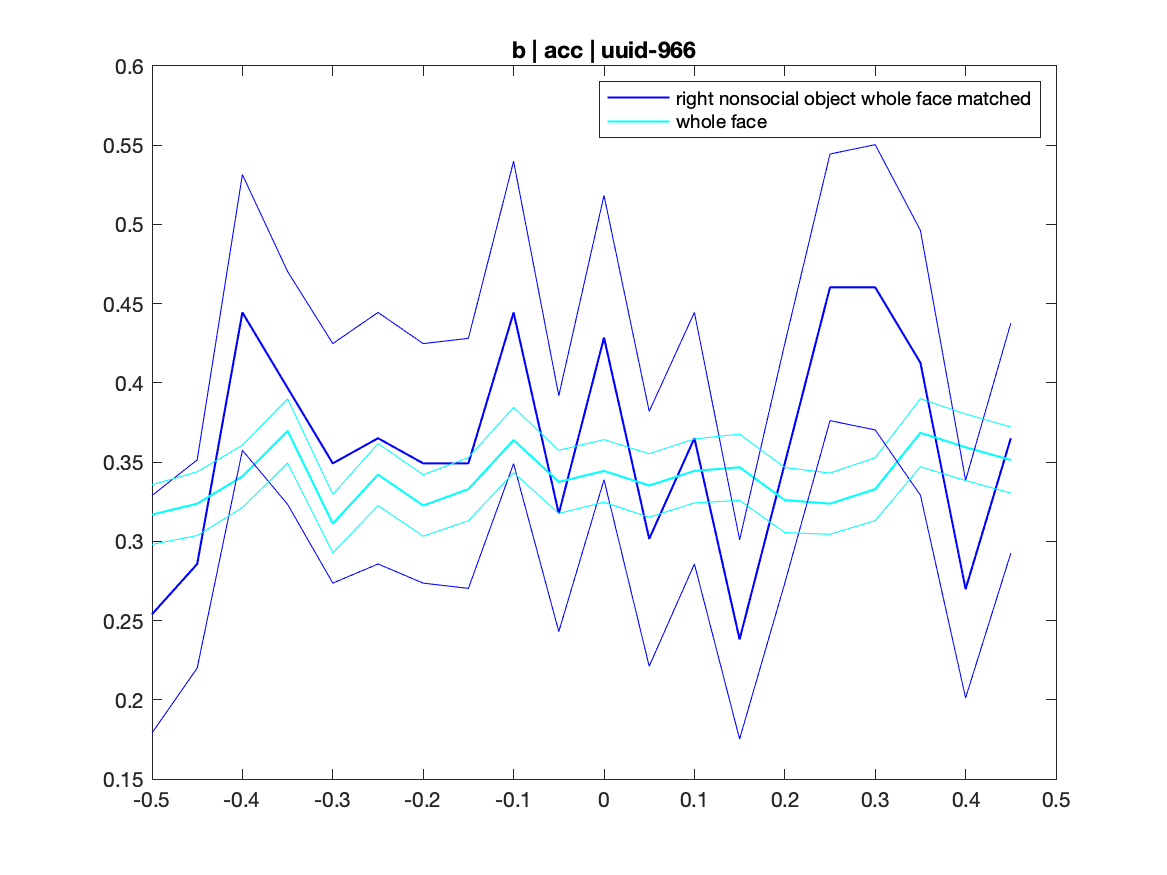 b | acc | uuid-966
right nonsocial object whole face matched
whole face
0.6
0.55
0.5
0.45
0.4
0.35
0.3
0.25
0.2
0.15
-0.5 -0.4 -0.3 -0.2 -0.1 0 0.1 0.2 0.3 0.4 0.5